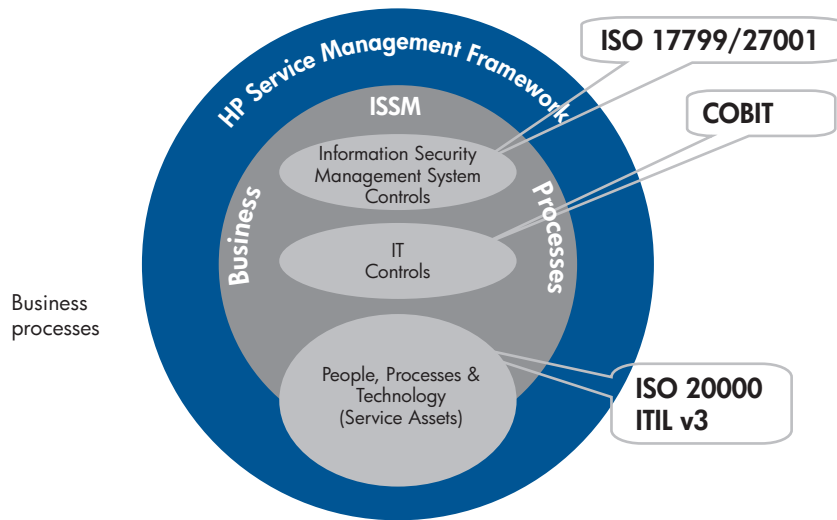 HP Service Management Framework
ISO 17799/27001
ISSM
COBIT
Information Security
Management System
Controls
Business
Processes
IT
Controls
Business
processes
People, Processes &
Technology
(Service Assets)
ISO 20000
ITIL v3